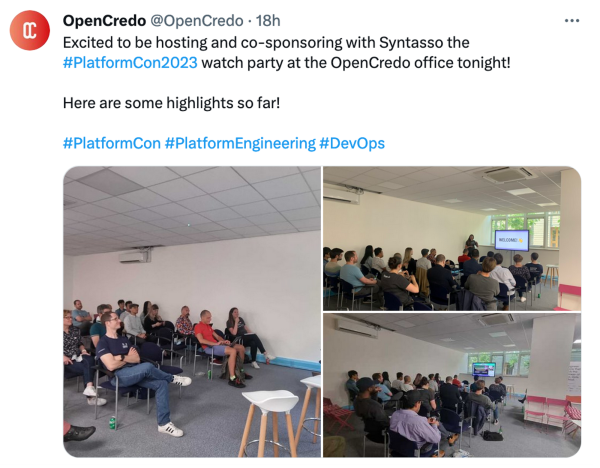 OpenCredo @OpenCredo · 18h
Excited to be hosting and co-sponsoring with Syntasso the
#PlatformCon2023 watch party at the OpenCredo office tonight!
Here are some highlights so far!
#PlatformCon #PlatformEngineering #DevOps
WELCOME!